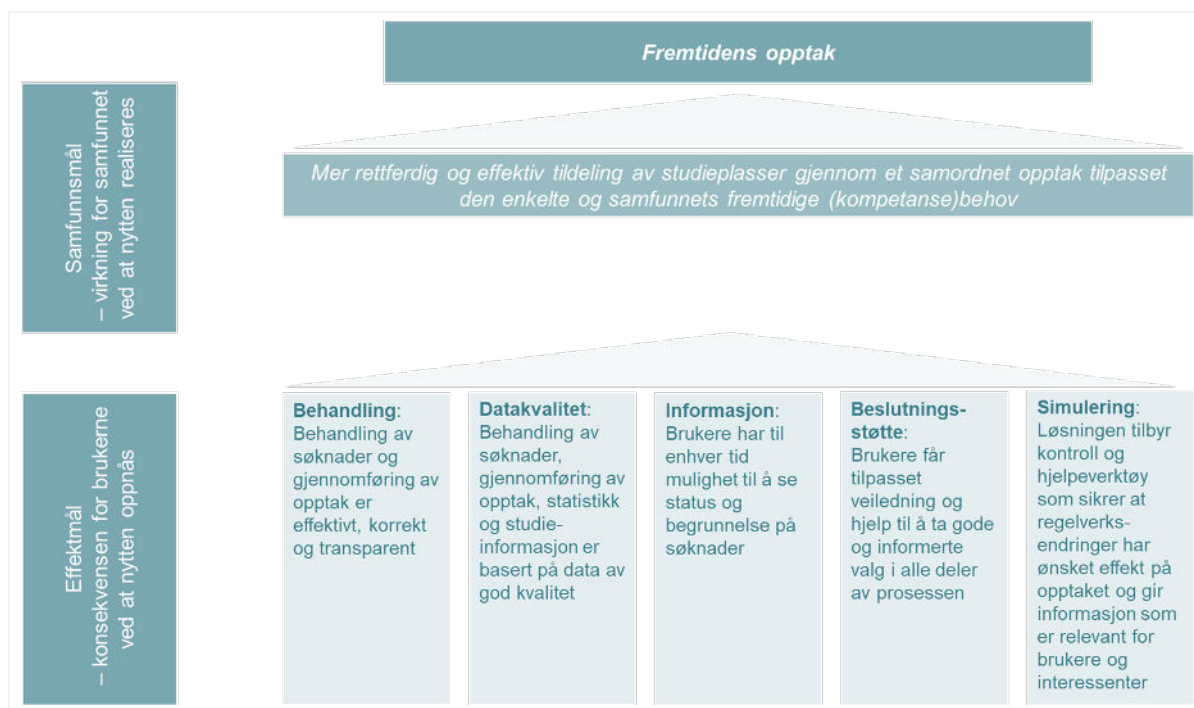 Fremtidens opptak
Samfunnsmål
– virkning for samfunnet
ved at nytten realiseres
Mer rettferdig og effektiv tildeling av studieplasser gjennom et samordnet opptak tilpasset
den enkelte og samfunnets fremtidige (kompetanse)behov
Effektmål
– konsekvensen for brukerne
ved at nytten oppnås
Behandling:
Behandling av
søknader og
gjennomføring av
opptak er
effektivt, korrekt
og transparent
Datakvalitet:
Behandling av
søknader,
gjennomføring av
opptak, statistikk
og studie-
informasjon er
basert på data av
god kvalitet
Informasjon:
Brukere har til
enhver tid
mulighet til å se
status og
begrunnelse på
søknader
Beslutnings-
støtte:
Brukere får
tilpasset
veiledning og
hjelp til å ta gode
og informerte
valg i alle deler
av prosessen
Simulering:
Løsningen tilbyr
kontroll og
hjelpeverktøy
som sikrer at
regelverks-
endringer har
ønsket effekt på
opptaket og gir
informasjon som
er relevant for
brukere og
interessenter